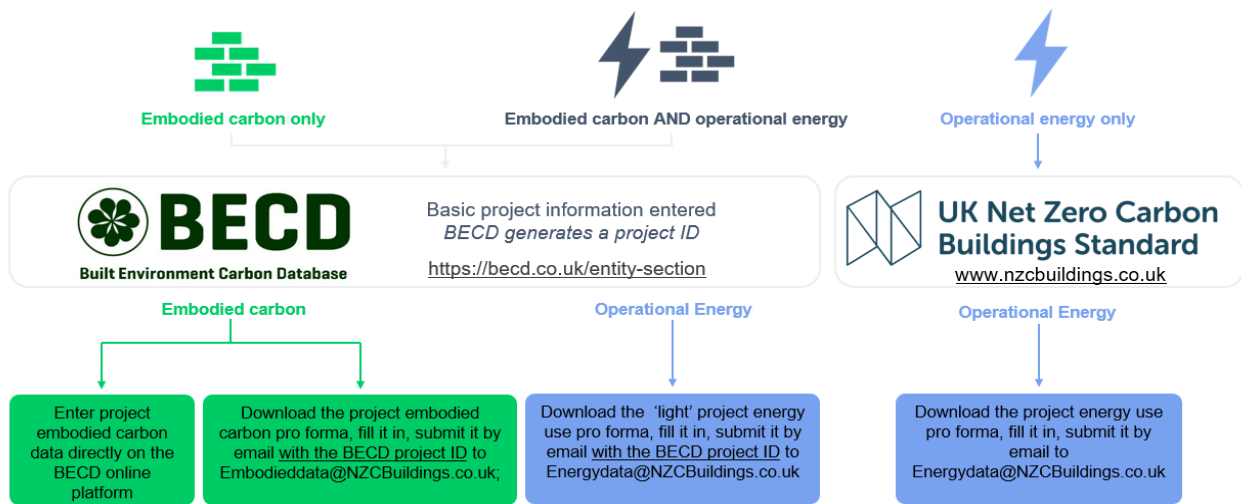 Embodied carbon only
Embodied carbon AND operational energy
Operational energy only
BECD
Built Environment Carbon Database
Basic project information entered
BECD generates a project ID
https://becd.co.uk/entity-section
UK Net Zero Carbon
Buildings Standard
www.nzcbuildings.co.uk
Embodied carbon
Operational Energy
Operational Energy
Enter project
embodied carbon
data directly on the
BECD online
platform
Download the project embodied
carbon pro forma, fill it in, submit it by
email with the BECD project ID to
Embodieddata@NZCBuildings.co.uk;
Download the ‘light’ project energy
use pro forma, fill it in, submit it by
email with the BECD project ID to
Energydata@NZCBuildings.co.uk
Download the project energy use
pro forma, fill it in, submit it by
email to
Energydata@NZCBuildings.co.uk